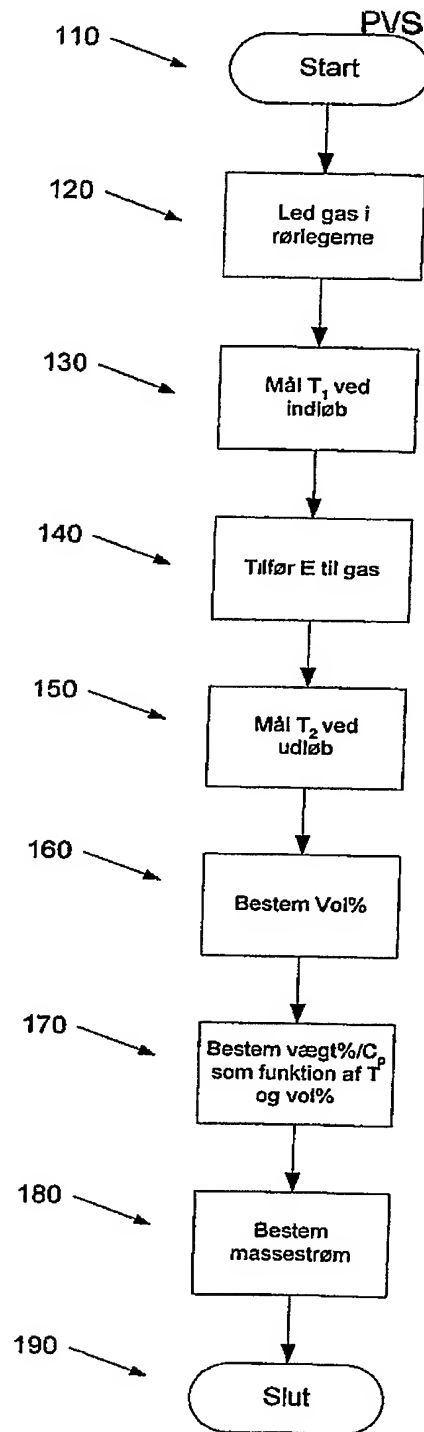 PVS
110
Start
120
Led gas i
rørlegeme
130
Mål T₁ ved
indløb
140
Tilfør E til gas
150
Mål T₂ ved
udløb
160
Bestem Vol%
170
Bestem vægt%/Cₚ
som funktion af T
og vol%
180
Bestem
massestrøm
190
Slut